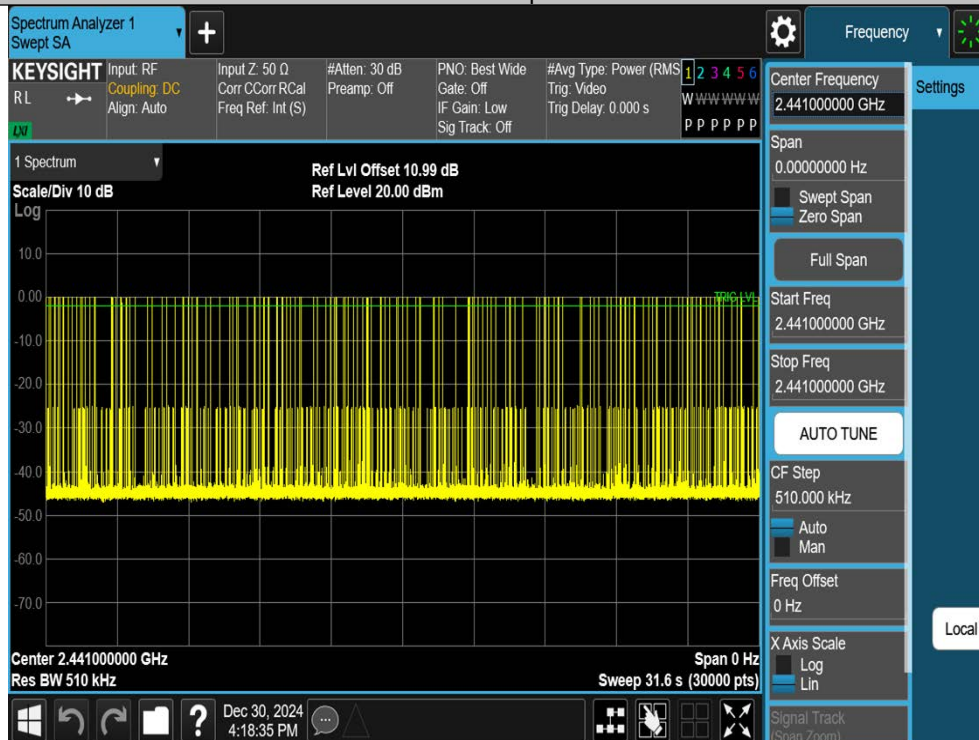 Spectrum Analyzer 1
Swept SA
+
Frequency
KEYSIGHT
RL
LXI
Input: RF
Coupling: DC
Align: Auto
Input Z: 50 Ω
Corr CCorr RCal
Freq Ref: Int (S)
#Atten: 30 dB
Preamp: Off
PNO: Best Wide
Gate: Off
IF Gain: Low
Sig Track: Off
#Avg Type: Power (RMS
Trig: Video
Trig Delay: 0.000 s
1 2 3 4 5 6
W W W W W W
P P P P P P
Center Frequency
2.441000000 GHz
Settings
1 Spectrum
Scale/Div 10 dB
Log
Ref Lvl Offset 10.99 dB
Ref Level 20.00 dBm
10.0
0.00
TRIG LVL
-10.0
-20.0
-30.0
-40.0
-50.0
-60.0
-70.0
Center 2.441000000 GHz
Res BW 510 kHz
Span 0 Hz
Sweep 31.6 s (30000 pts)
Span
0.00000000 Hz
Swept Span
Zero Span
Full Span
Start Freq
2.441000000 GHz
Stop Freq
2.441000000 GHz
AUTO TUNE
CF Step
510.000 kHz
Auto
Man
Freq Offset
0 Hz
X Axis Scale
Log
Lin
Signal Track
(Span Zoom)
Local
?
Dec 30, 2024
4:18:35 PM